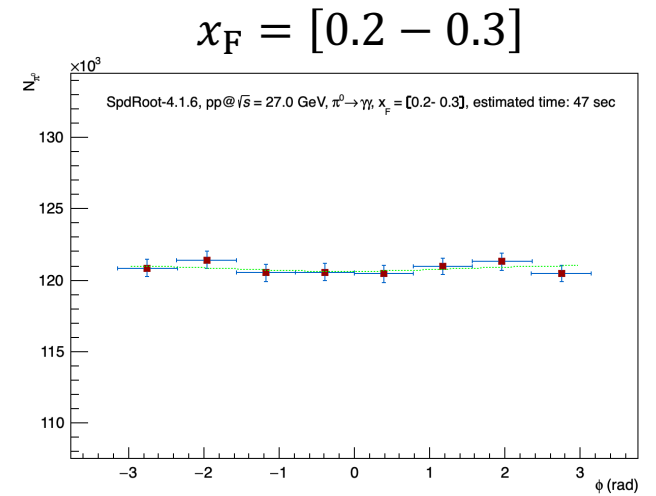 x_F = [0.2 − 0.3]
×10³
N_π⁰
SpdRoot-4.1.6, pp@√s = 27.0 GeV, π⁰→γγ, x_F = [0.2- 0.3], estimated time: 47 sec
130
125
120
115
110
−3 −2 −1 0 1 2 3
ϕ (rad)